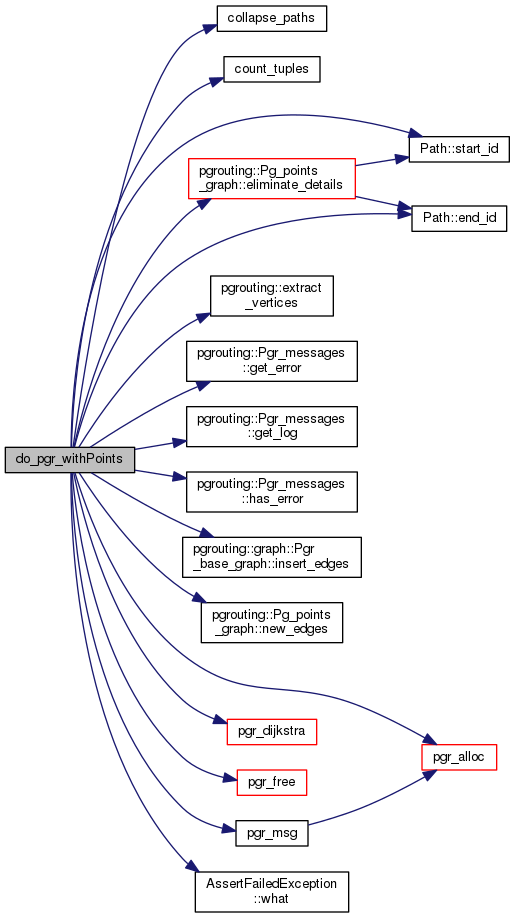 collapse_paths
count_tuples
Path::start_id
pgrouting::Pg_points
_graph::eliminate_details
Path::end_id
pgrouting::extract
_vertices
pgrouting::Pgr_messages
::get_error
pgrouting::Pgr_messages
::get_log
do_pgr_withPoints
pgrouting::Pgr_messages
::has_error
pgrouting::graph::Pgr
_base_graph::insert_edges
pgrouting::Pg_points
_graph::new_edges
pgr_dijkstra
pgr_alloc
pgr_free
pgr_msg
AssertFailedException
::what